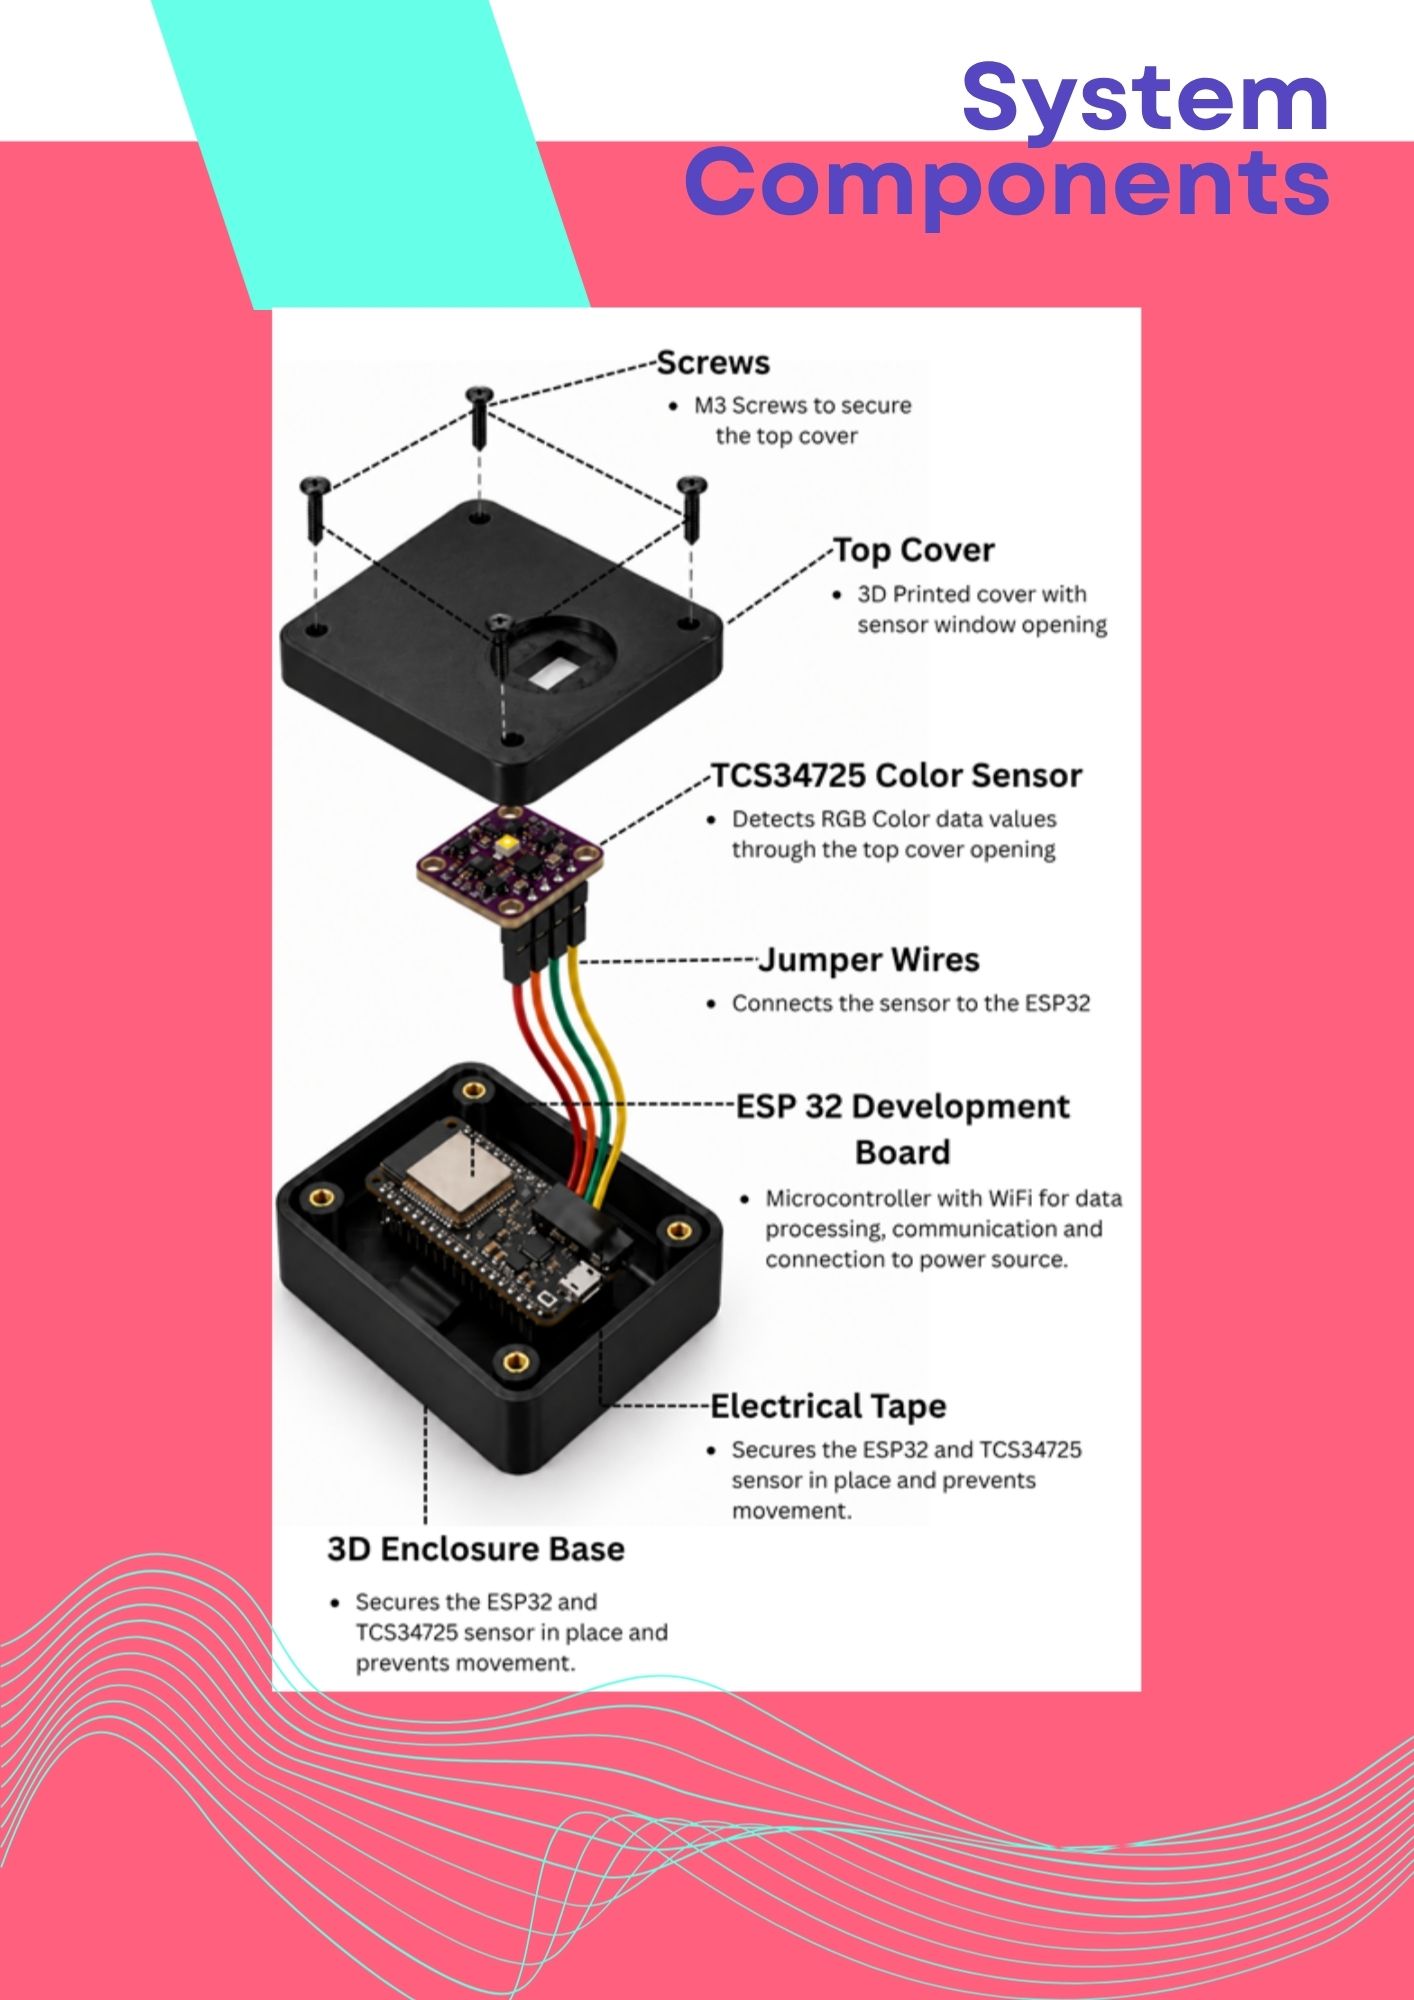 System
Components
Screws
• M3 Screws to secure
the top cover
Top Cover
• 3D Printed cover with
sensor window opening
TCS34725 Color Sensor
• Detects RGB Color data values
through the top cover opening
Jumper Wires
• Connects the sensor to the ESP32
ESP 32 Development
Board
• Microcontroller with WiFi for data
processing, communication and
connection to power source.
Electrical Tape
• Secures the ESP32 and TCS34725
sensor in place and prevents
movement.
3D Enclosure Base
• Secures the ESP32 and
TCS34725 sensor in place and
prevents movement.